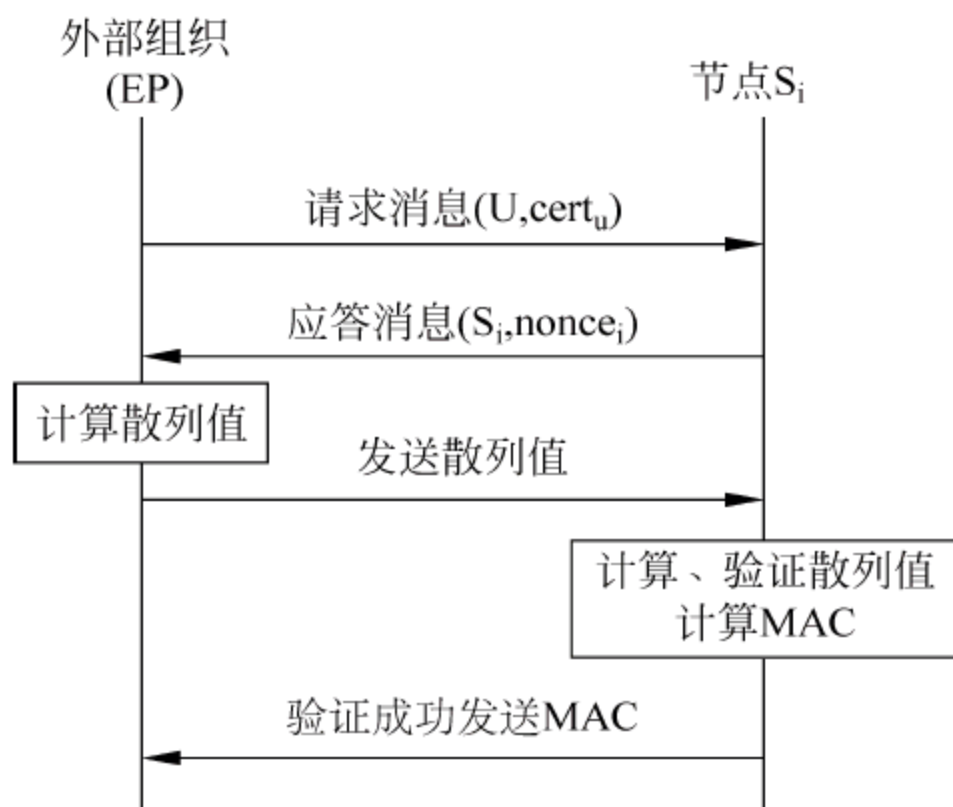 外部组织
(EP)
节点Si
请求消息(U,certu)
应答消息(Si,noncei)
计算散列值
发送散列值
计算、验证散列值
计算MAC
验证成功发送MAC